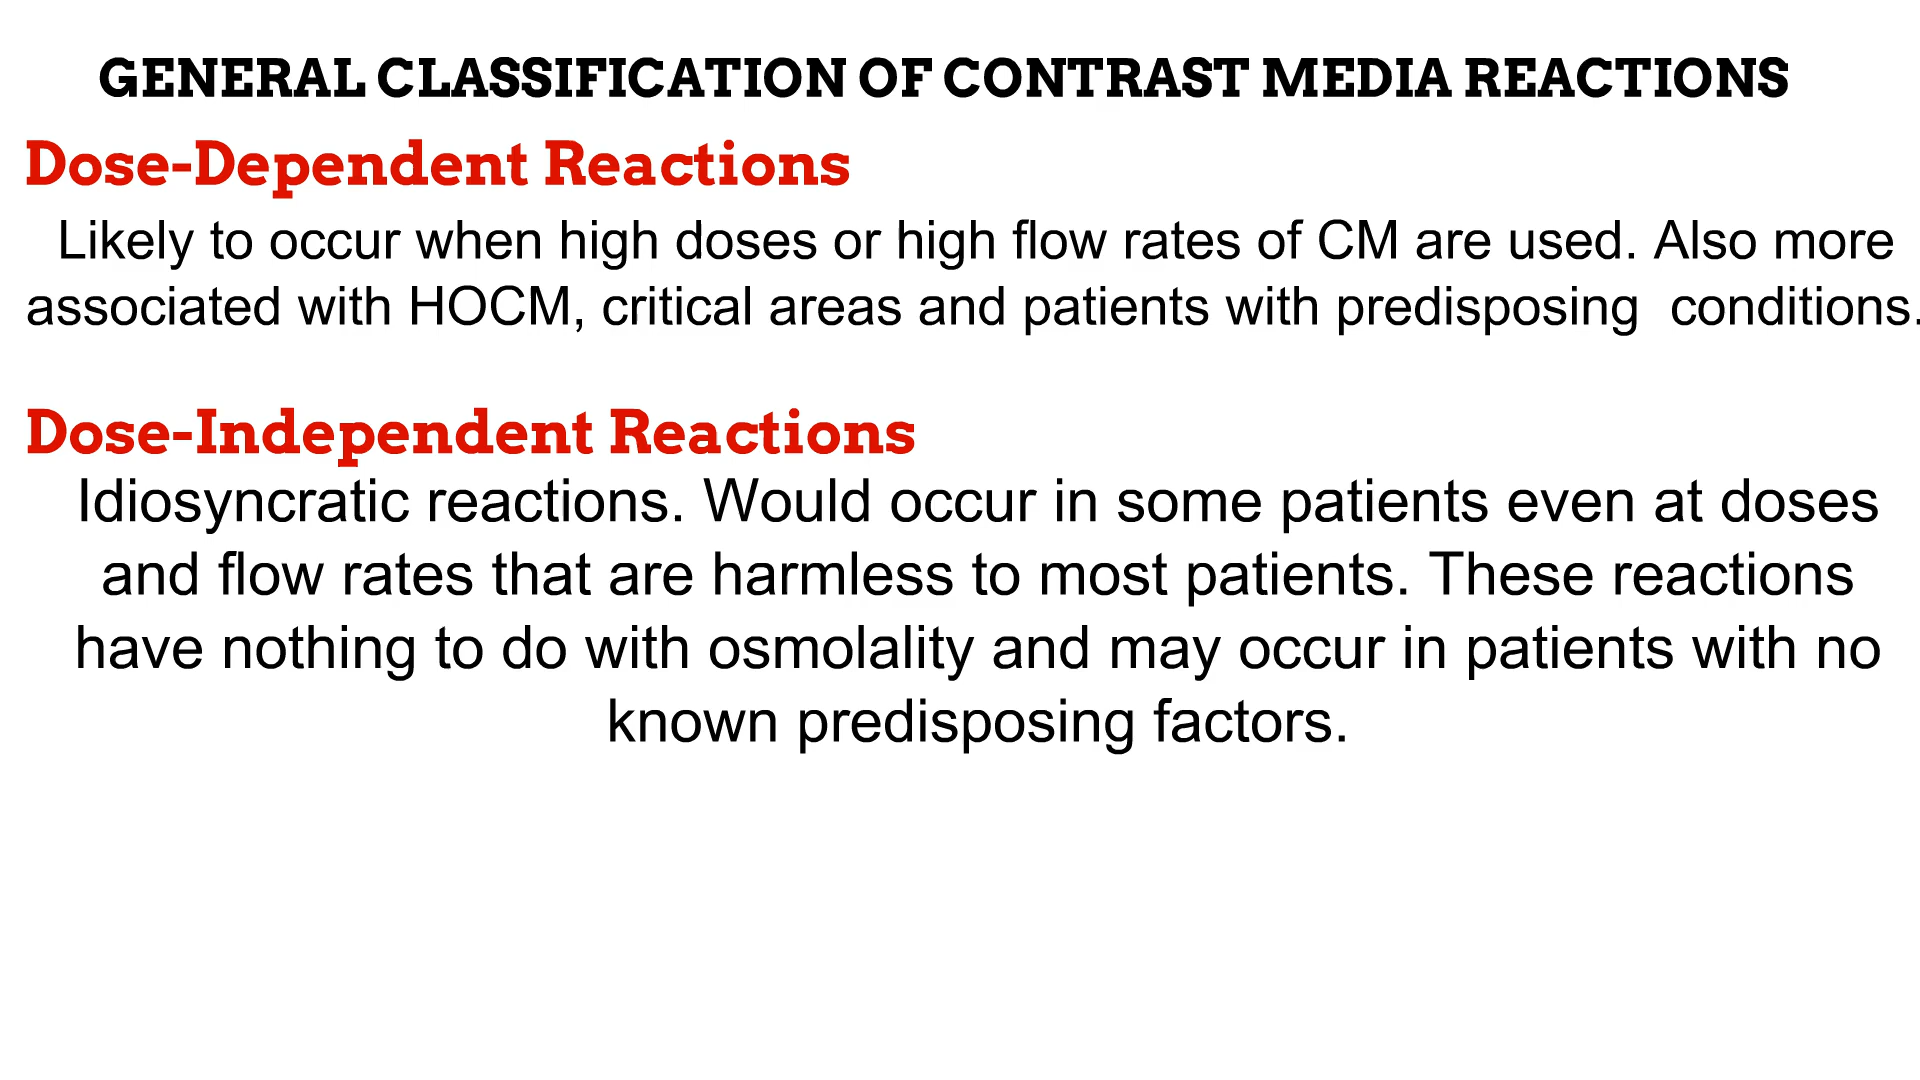 GENERAL CLASSIFICATION OF CONTRAST MEDIA REACTIONS
Dose-Dependent Reactions
Likely to occur when high doses or high flow rates of CM are used. Also more
associated with HOCM, critical areas and patients with predisposing  conditions.
Dose-Independent Reactions
Idiosyncratic reactions. Would occur in some patients even at doses
and flow rates that are harmless to most patients. These reactions
have nothing to do with osmolality and may occur in patients with no
known predisposing factors.